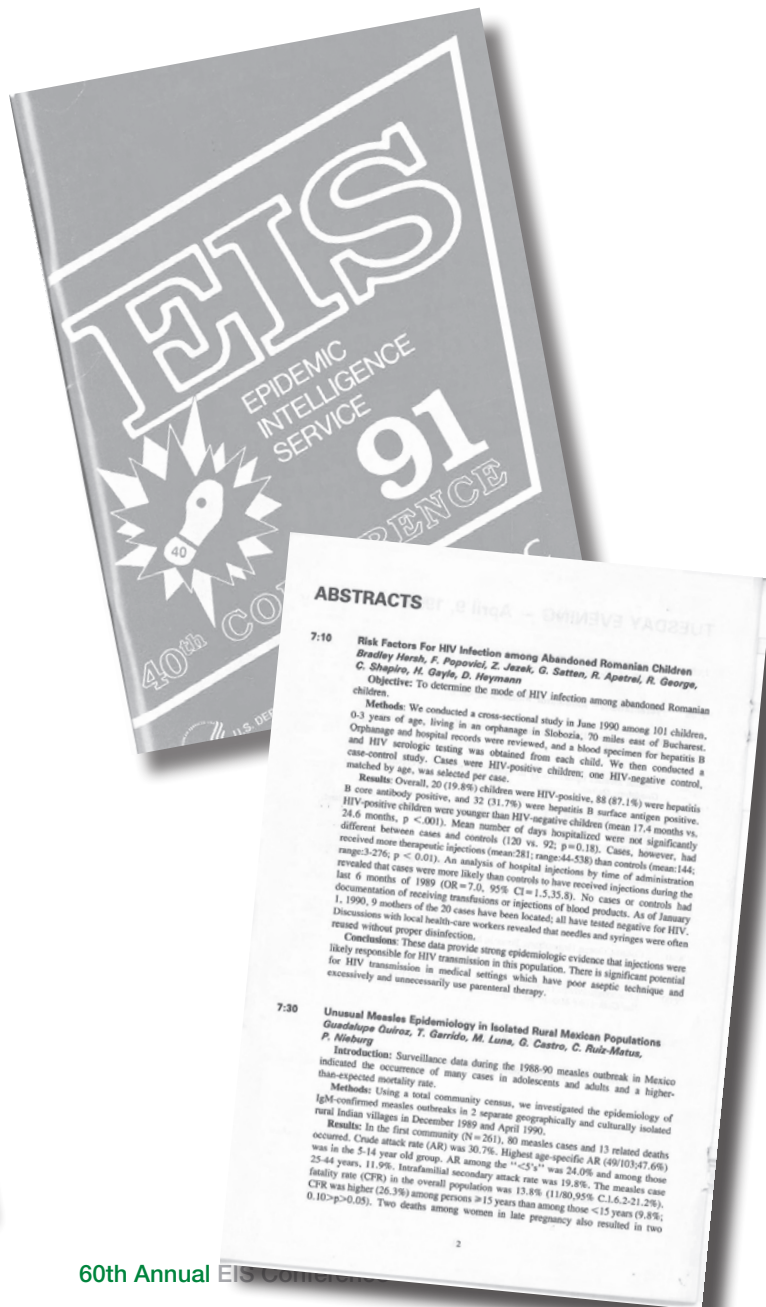 EIS
EPIDEMIC
INTELLIGENCE
SERVICE
91
40
40th CO
RENCE
U.S. DEP
ABSTRACTS
TUESDAY EVENING – April 9, 19
7:10
Risk Factors For HIV Infection among Abandoned Romanian Children
Bradley Hersh, F. Popovici, Z. Jezek, G. Satten, R. Apetrei, R. George,
C. Shapiro, H. Gayle, D. Heymann
Objective: To determine the mode of HIV infection among abandoned Romanian
children.
Methods: We conducted a cross-sectional study in June 1990 among 101 children,
0-3 years of age, living in an orphanage in Slobozia, 70 miles east of Bucharest.
Orphanage and hospital records were reviewed, and a blood specimen for hepatitis B
and HIV serologic testing was obtained from each child. We then conducted a
case-control study. Cases were HIV-positive children; one HIV-negative control,
matched by age, was selected per case.
Results: Overall, 20 (19.8%) children were HIV-positive, 88 (87.1%) were hepatitis
B core antibody positive, and 32 (31.7%) were hepatitis B surface antigen positive.
HIV-positive children were younger than HIV-negative children (mean 17.4 months vs.
24.6 months, p <.001). Mean number of days hospitalized were not significantly
different between cases and controls (120 vs. 92; p=0.18). Cases, however, had
received more therapeutic injections (mean:281; range:44-538) than controls (mean:144;
range:3-276; p < 0.01). An analysis of hospital injections by time of administration
revealed that cases were more likely than controls to have received injections during the
last 6 months of 1989 (OR=7.0, 95% CI=1.5,35.8). No cases or controls had
documentation of receiving transfusions or injections of blood products. As of January
1, 1990, 9 mothers of the 20 cases have been located; all have tested negative for HIV.
Discussions with local health-care workers revealed that needles and syringes were often
reused without proper disinfection.
Conclusions: These data provide strong epidemiologic evidence that injections were
likely responsible for HIV transmission in this population. There is significant potential
for HIV transmission in medical settings which have poor aseptic technique and
excessively and unnecessarily use parenteral therapy.
7:30
Unusual Measles Epidemiology in Isolated Rural Mexican Populations
Guadalupe Quiroz, T. Garrido, M. Luna, G. Castro, C. Ruiz-Matus,
P. Nieburg
Introduction: Surveillance data during the 1988-90 measles outbreak in Mexico
indicated the occurrence of many cases in adolescents and adults and a higher-
than-expected mortality rate.
Methods: Using a total community census, we investigated the epidemiology of
IgM-confirmed measles outbreaks in 2 separate geographically and culturally isolated
rural Indian villages in December 1989 and April 1990.
Results: In the first community (N=261), 80 measles cases and 13 related deaths
occurred. Crude attack rate (AR) was 30.7%. Highest age-specific AR (49/103;47.6%)
was in the 5-14 year old group. AR among the "<5's" was 24.0% and among those
25-44 years, 11.9%. Intrafamilial secondary attack rate was 19.8%. The measles case
fatality rate (CFR) in the overall population was 13.8% (11/80,95% C.I.6.2-21.2%).
CFR was higher (26.3%) among persons ≥15 years than among those <15 years (9.8%;
0.10>p>0.05). Two deaths among women in late pregnancy also resulted in two
2
60th Annual EIS Conference